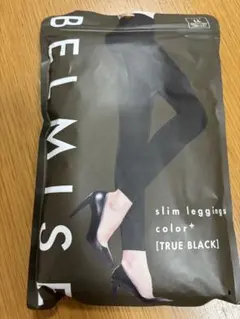 BELMISE
slim leggings
color+
[TRUE BLACK]